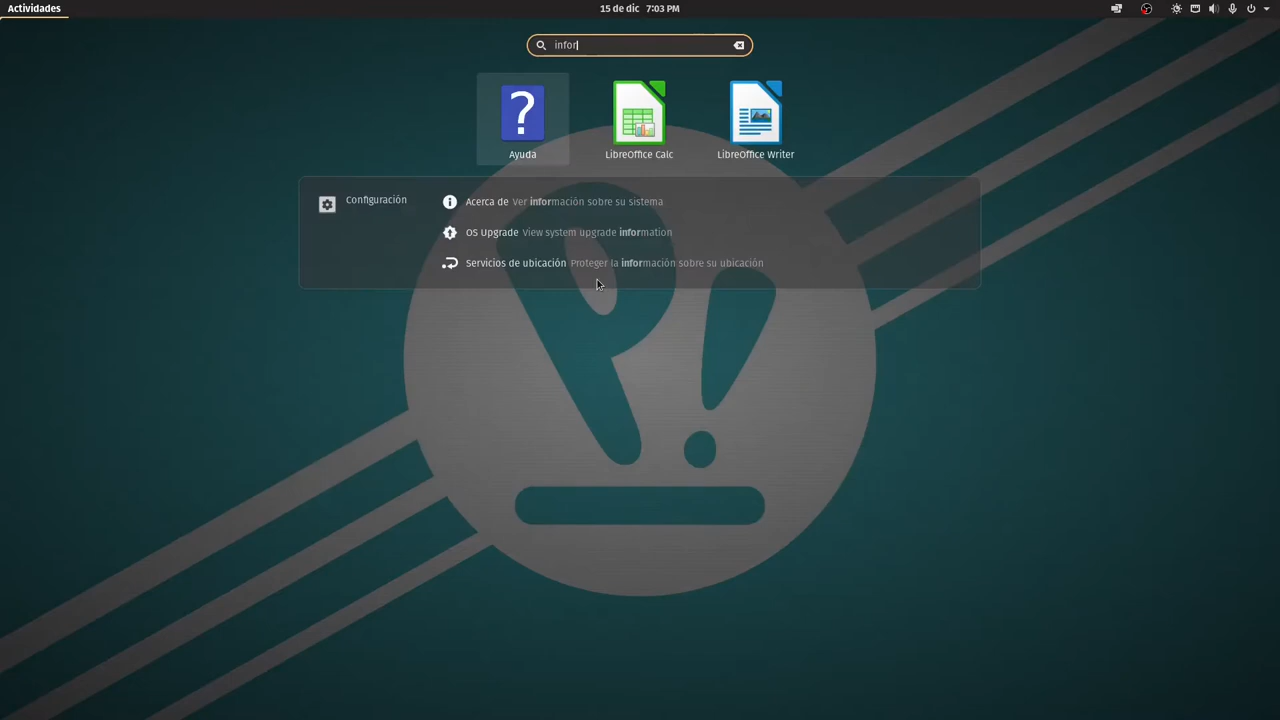 Actividades
15 de dic 7:03 PM
infor
Ayuda
LibreOffice Calc
LibreOffice Writer
Configuración
Acerca de Ver información sobre su sistema
OS Upgrade View system upgrade information
Servicios de ubicación Proteger la información sobre su ubicación